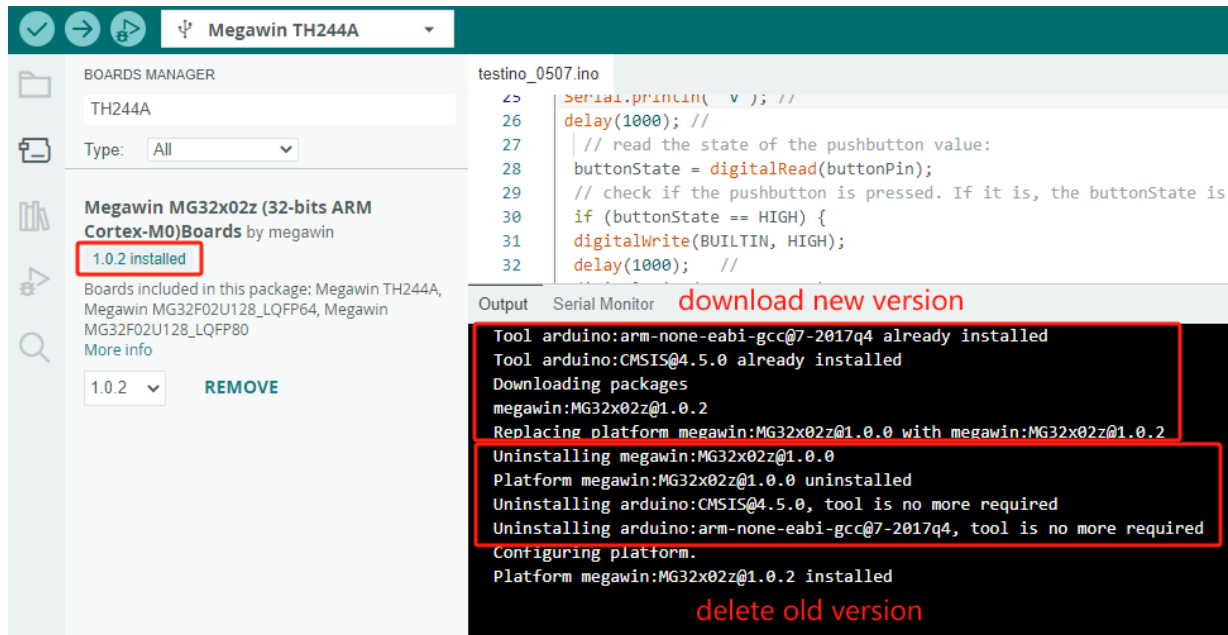 Megawin TH244A
BOARDS MANAGER
TH244A
Type: All
Megawin MG32x02z (32-bits ARM
Cortex-M0)Boards by megawin
1.0.2 installed
Boards included in this package: Megawin TH244A,
Megawin MG32F02U128_LQFP64, Megawin
MG32F02U128_LQFP80
More info
1.0.2 REMOVE
testino_0507.ino
25 Serial.println( v ); //
26 delay(1000); //
27 // read the state of the pushbutton value:
28 buttonState = digitalRead(buttonPin);
29 // check if the pushbutton is pressed. If it is, the buttonState is
30 if (buttonState == HIGH) {
31 digitalWrite(BUILTIN, HIGH);
32 delay(1000); //
Output Serial Monitor download new version
Tool arduino:arm-none-eabi-gcc@7-2017q4 already installed
Tool arduino:CMSIS@4.5.0 already installed
Downloading packages
megawin:MG32x02z@1.0.2
Replacing platform megawin:MG32x02z@1.0.0 with megawin:MG32x02z@1.0.2
Uninstalling megawin:MG32x02z@1.0.0
Platform megawin:MG32x02z@1.0.0 uninstalled
Uninstalling arduino:CMSIS@4.5.0, tool is no more required
Uninstalling arduino:arm-none-eabi-gcc@7-2017q4, tool is no more required
Configuring platform.
Platform megawin:MG32x02z@1.0.2 installed
delete old version